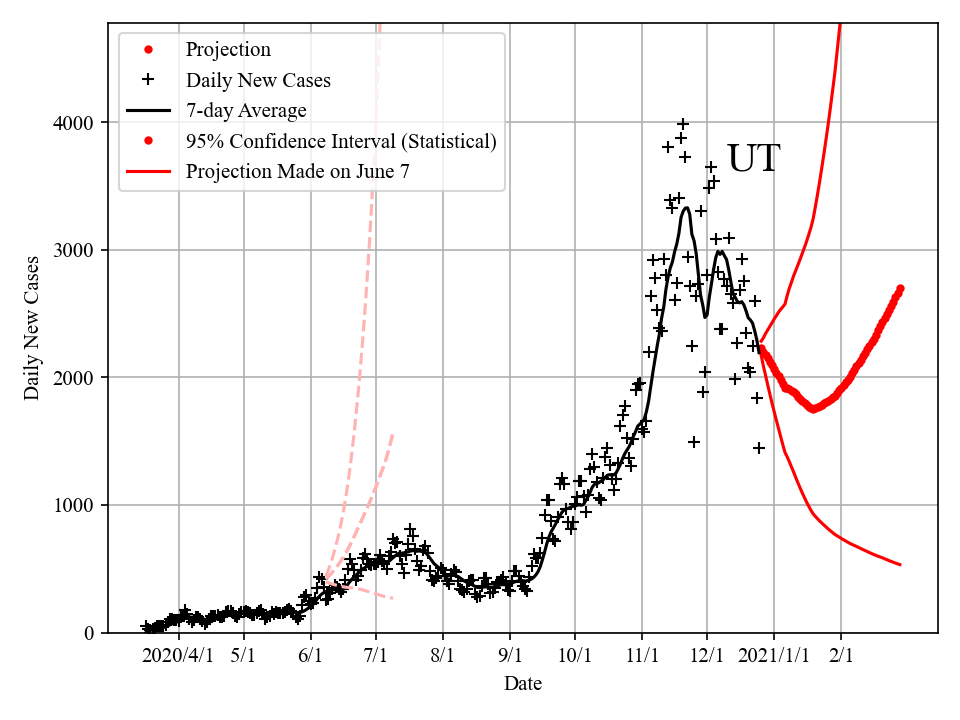 Projection
Daily New Cases
7-day Average
95% Confidence Interval (Statistical)
Projection Made on June 7
UT
Daily New Cases
4000
3000
2000
1000
0
2020/4/1 5/1 6/1 7/1 8/1 9/1 10/1 11/1 12/1 2021/1/1 2/1
Date